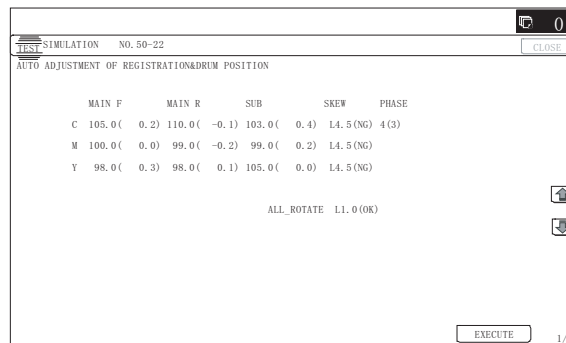 0
TEST SIMULATION NO. 50-22
CLOSE
AUTO ADJUSTMENT OF REGISTRATION&DRUM POSITION
MAIN F MAIN R SUB SKEW PHASE
C 105.0( 0.2) 110.0( -0.1) 103.0( 0.4) L4.5(NG) 4(3)
M 100.0( 0.0) 99.0( -0.2) 99.0( 0.2) L4.5(NG)
Y 98.0( 0.3) 98.0( 0.1) 105.0( 0.0) L4.5(NG)
ALL_ROTATE L1.0(OK)
EXECUTE
1/